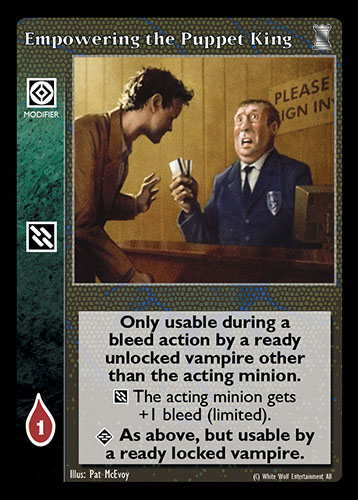 Empowering the Puppet King
MODIFIER
PLEASE
SIGN IN
Only usable during a
bleed action by a ready
unlocked vampire other
than the acting minion.
The acting minion gets
+1 bleed (limited).
As above, but usable by
a ready locked vampire.
1
Illus: Pat McEvoy
(C) White Wolf Entertainment AB